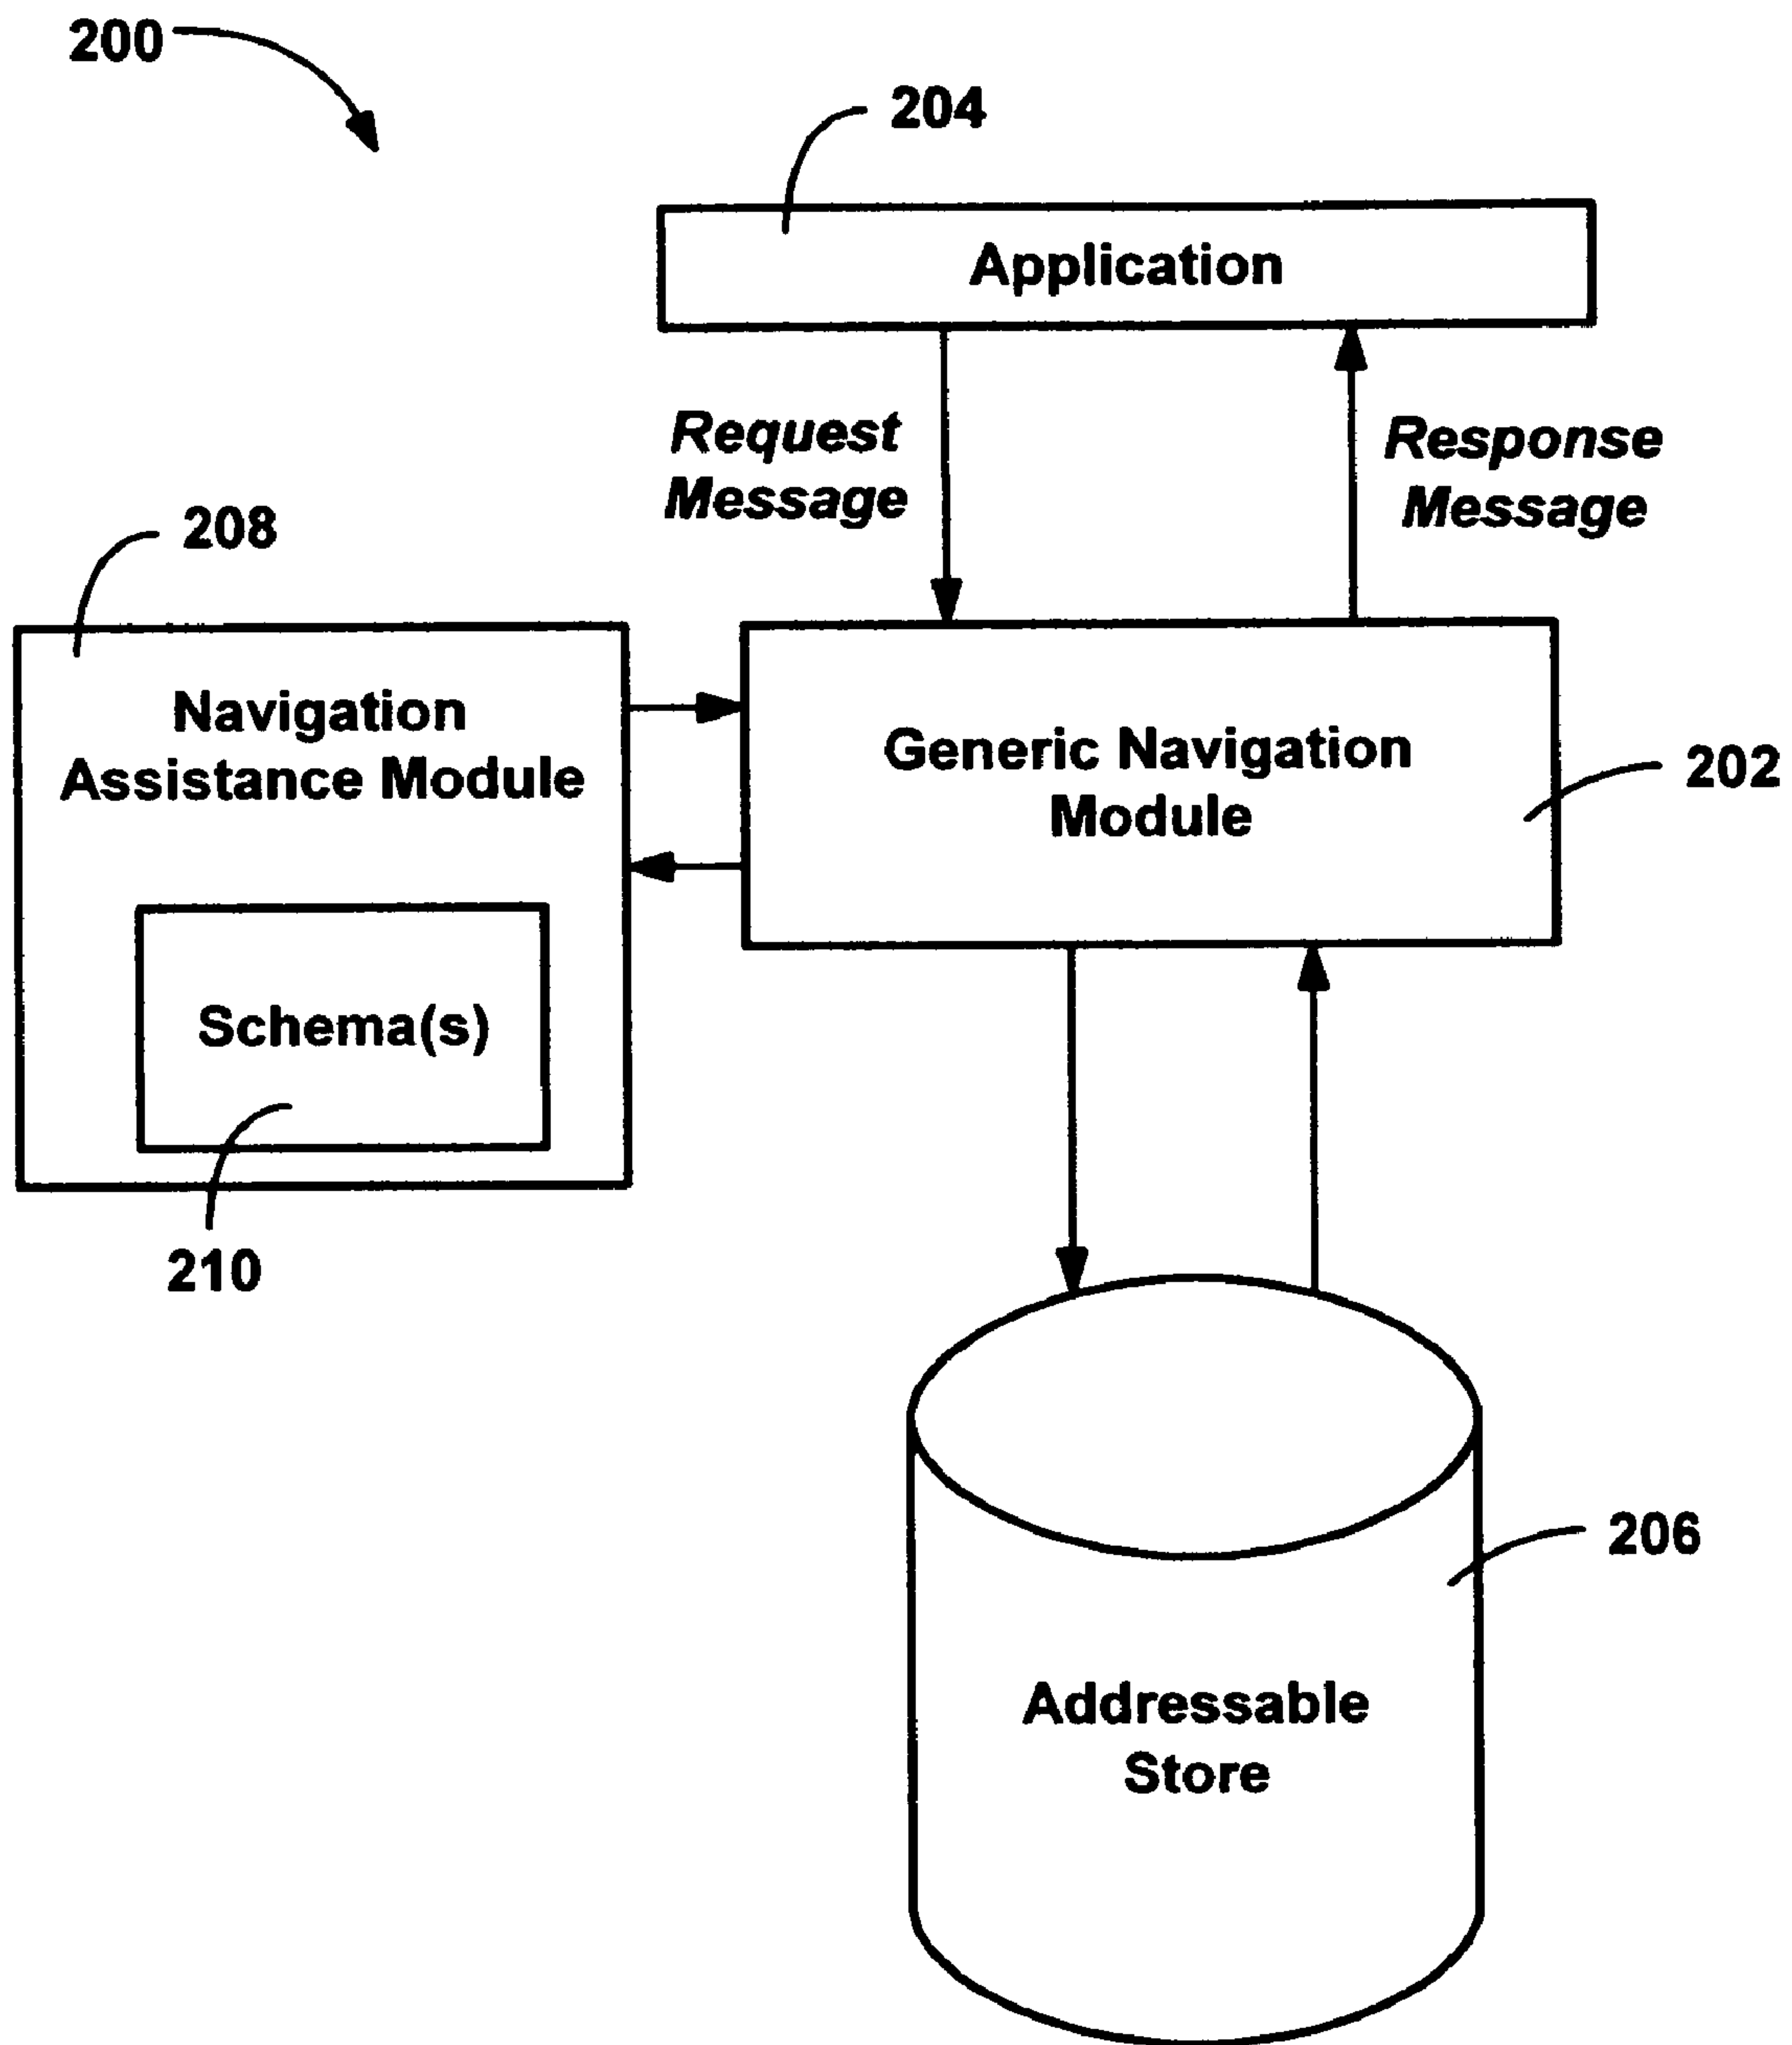 200
204
Application
Request
Message
Response
Message
208
Navigation
Assistance Module
Generic Navigation
Module
202
Schema(s)
210
206
Addressable
Store